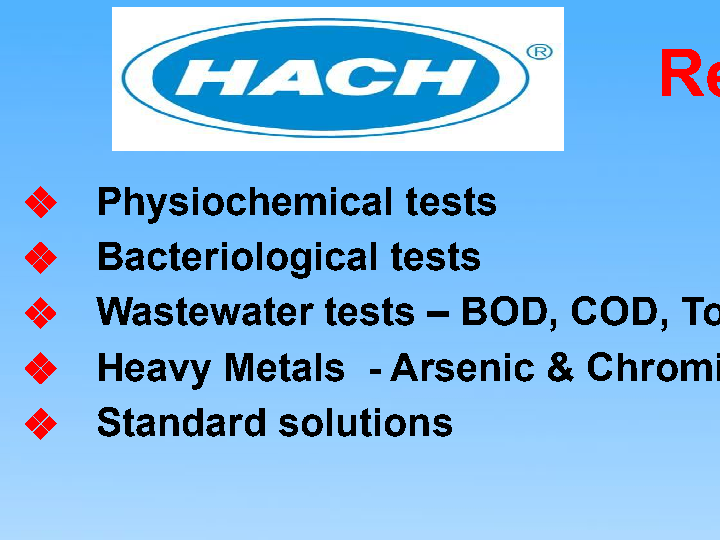 HACH®
Re
Physiochemical tests
Bacteriological tests
Wastewater tests – BOD, COD, To
Heavy Metals - Arsenic & Chromi
Standard solutions